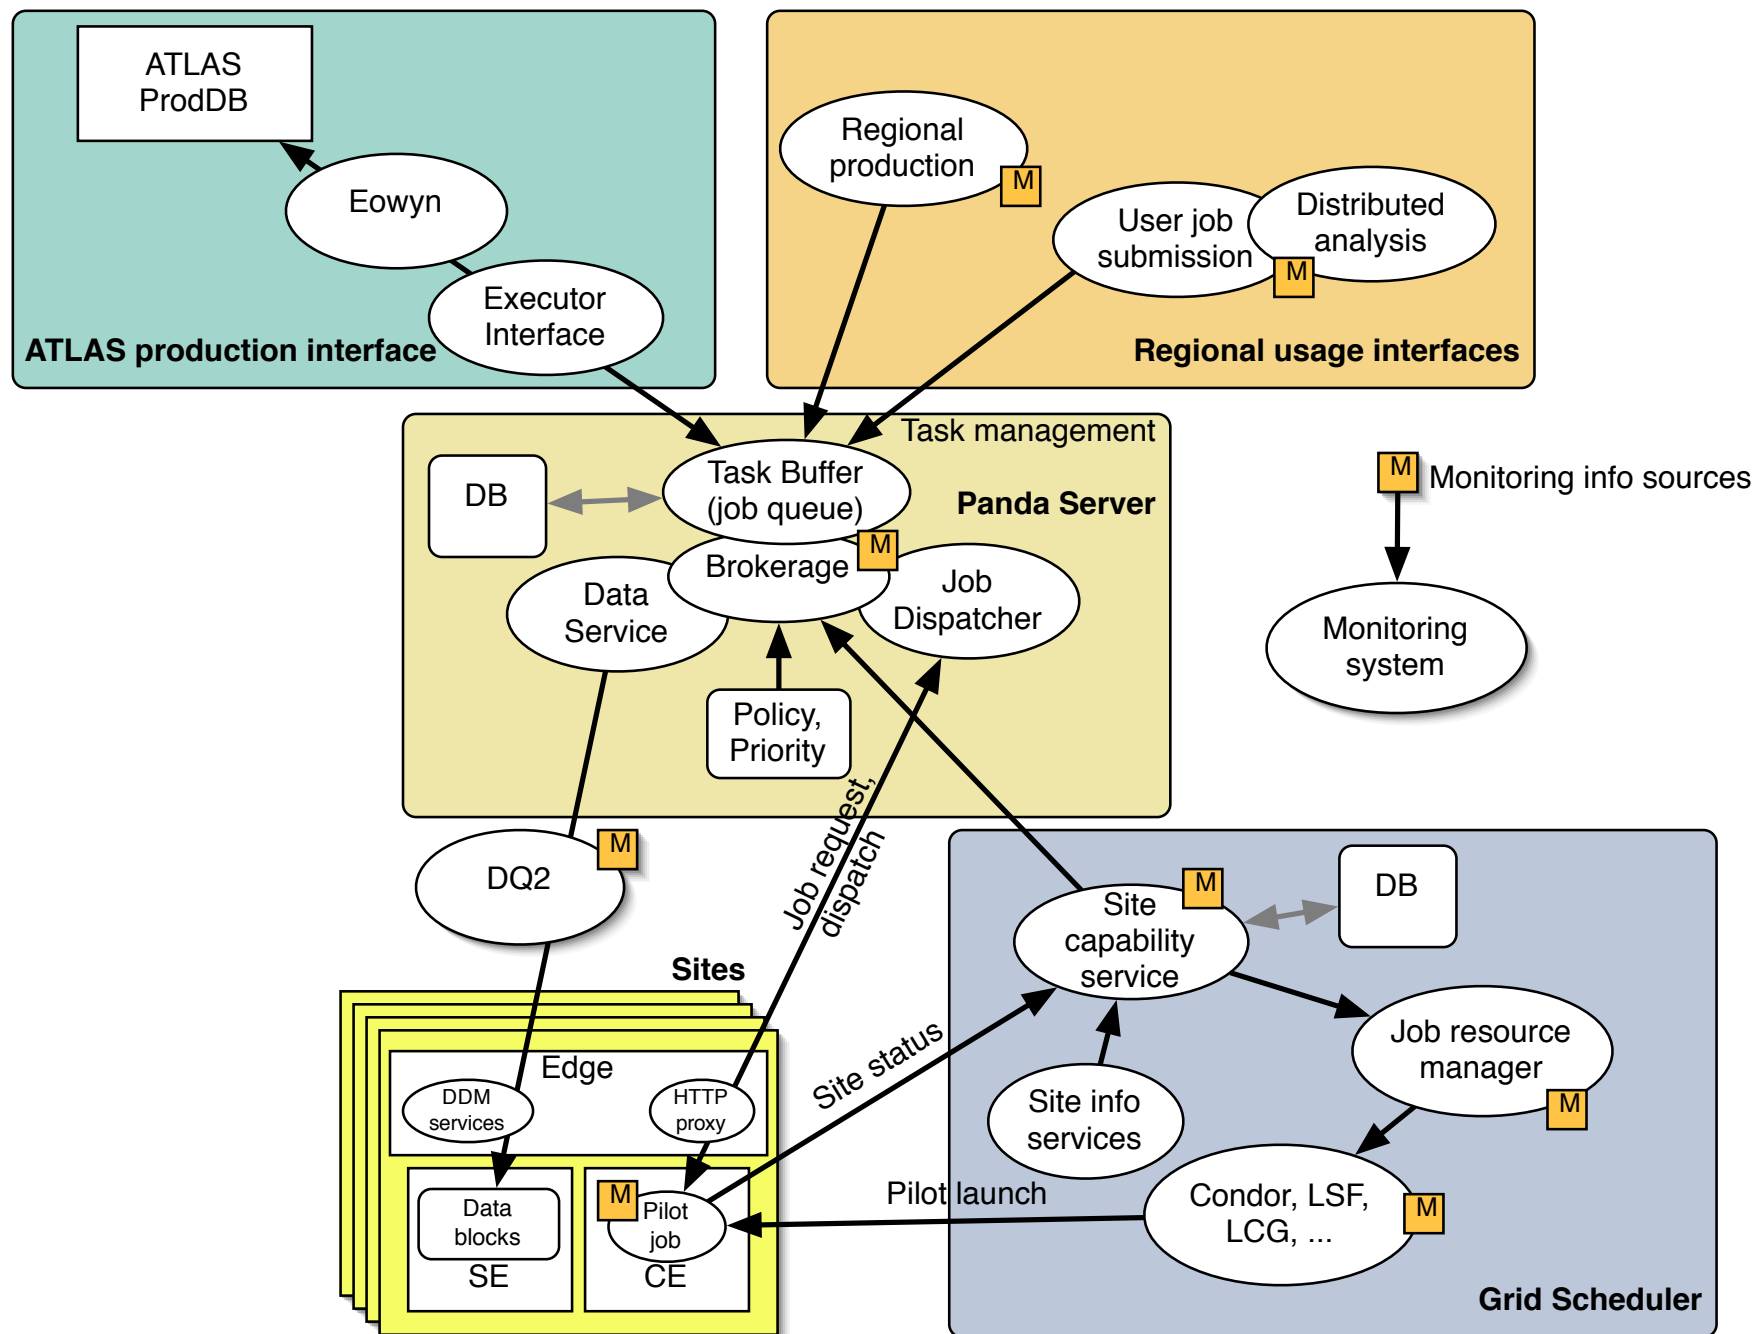 ATLAS
ProdDB
Eowyn
Executor
Interface
ATLAS production interface
Regional
production
M
User job
submission
M
Distributed
analysis
Regional usage interfaces
Task management
DB
Task Buffer
(job queue)
Panda Server
M
Brokerage
Data
Service
Job
Dispatcher
Policy,
Priority
M
Monitoring info sources
Monitoring
system
Job request,
dispatch
DQ2
M
Sites
Edge
DDM
services
HTTP
proxy
Data
blocks
SE
M
Pilot
job
CE
Site status
Pilot launch
Site
capability
service
M
DB
Job resource
manager
M
Site info
services
Condor, LSF,
LCG, ...
M
Grid Scheduler